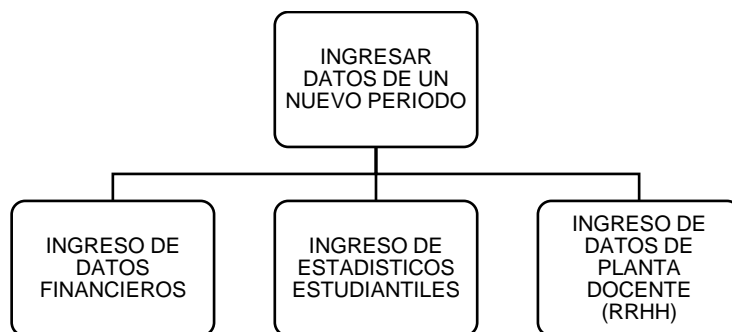 INGRESAR
DATOS DE UN
NUEVO PERIODO
INGRESO DE
DATOS
FINANCIEROS
INGRESO DE
ESTADISTICOS
ESTUDIANTILES
INGRESO DE
DATOS DE
PLANTA
DOCENTE
(RRHH)